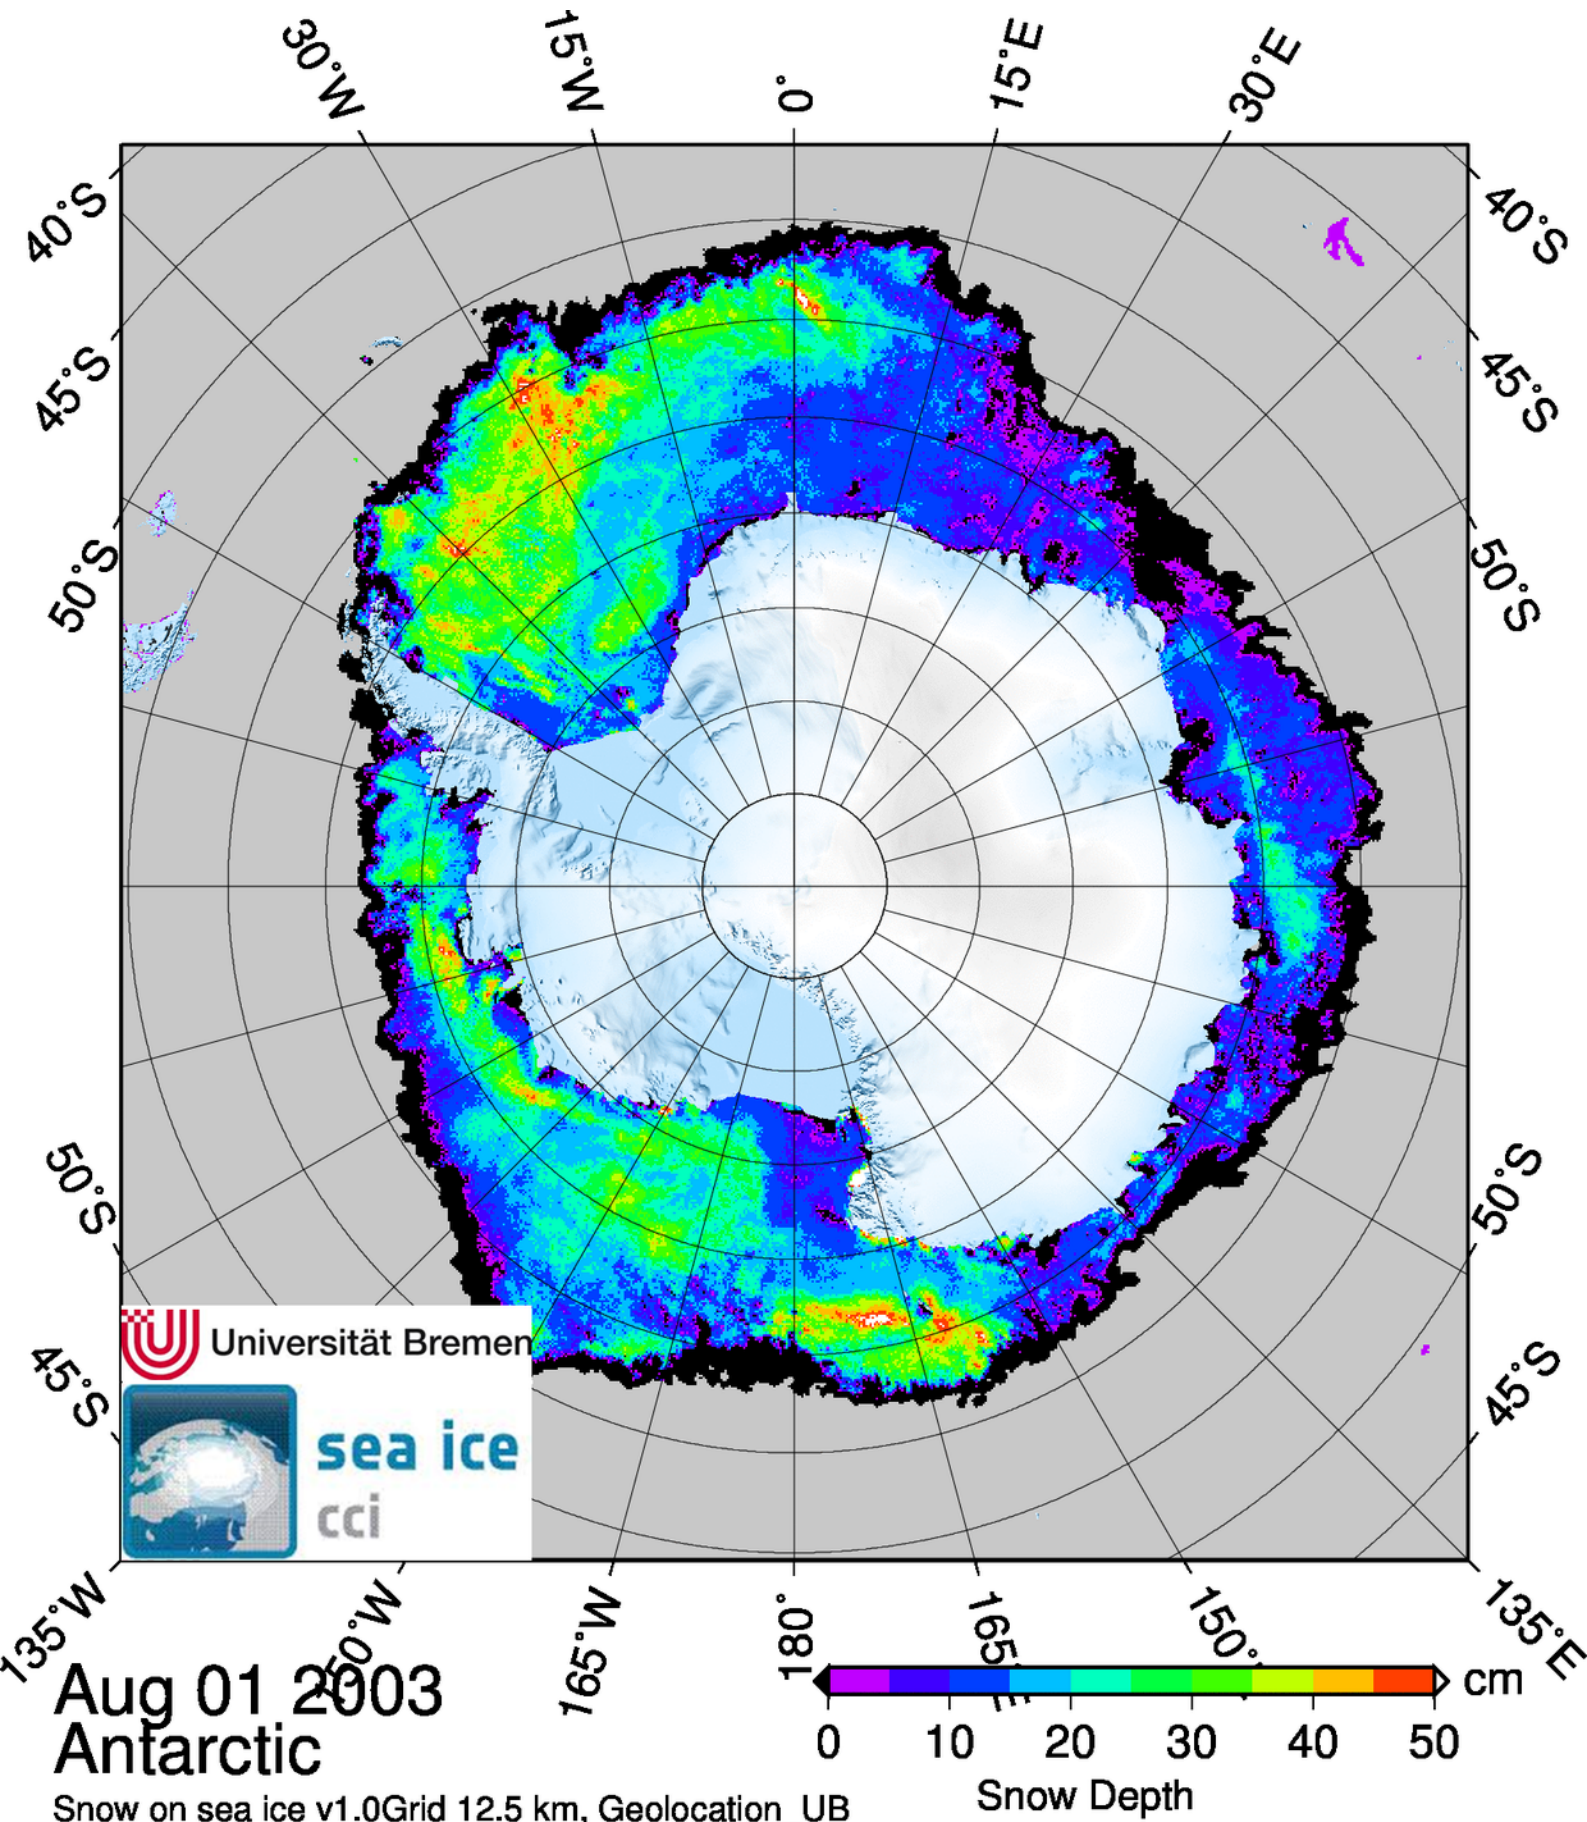 30°W
15°W
0°
15°E
30°E
40°S
40°S
45°S
45°S
50°S
50°S
50°S
50°S
45°S
45°S
Universität Bremen
sea ice
cci
135°W
165°W
180°
135°E
Aug 01 2003
Antarctic
Snow on sea ice v1.0Grid 12.5 km, Geolocation UB
cm
0 10 20 30 40 50
Snow Depth